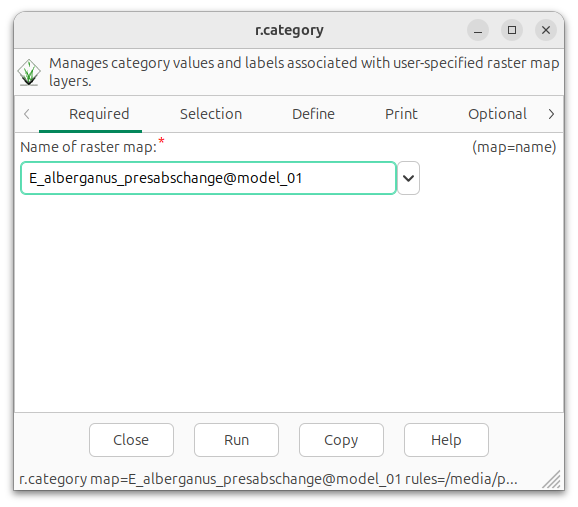 r.category
Manages category values and labels associated with user-specified raster map
layers.
Required Selection Define Print Optional
Name of raster map:* (map=name)
E_alberganus_presabschange@model_01
Close Run Copy Help
r.category map=E_alberganus_presabschange@model_01 rules=/media/p...